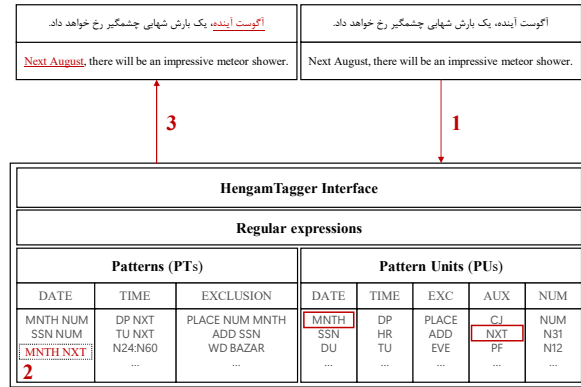 آگوست آینده، یک بارش شهابی چشمگیر رخ خواهد داد.
Next August, there will be an impressive meteor shower.
آگوست آینده، یک بارش شهابی چشمگیر رخ خواهد داد.
Next August, there will be an impressive meteor shower.
3
1
HengamTagger Interface
Regular expressions
Patterns (PTs)
Pattern Units (PUs)
DATE TIME EXCLUSION DATE TIME EXC AUX NUM
MNTH NUM DP NXT PLACE NUM MNTH MNTH DP PLACE CJ NUM
SSN NUM TU NXT ADD SSN SSN HR ADD NXT N31
MNTH NXT N24:N60 WD BAZAR DU TU EVE PF N12
2 ... ... ... ... ... ... ...